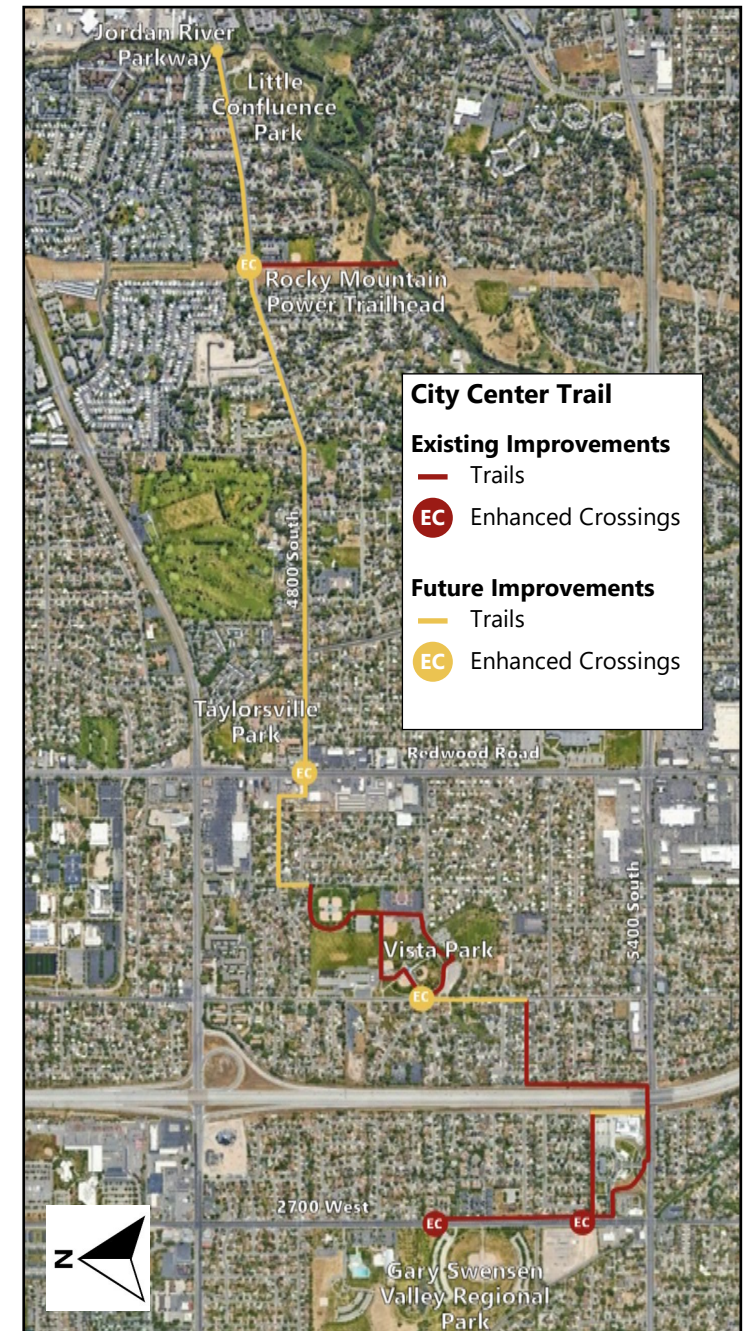 Jordan River
Parkway
Little
Confluence
Park
EC
Rocky Mountain
Power Trailhead
City Center Trail
Existing Improvements
Trails
EC Enhanced Crossings
Future Improvements
Trails
EC Enhanced Crossings
4800 South
Taylorsville
Park
Redwood Road
EC
5400 South
Vista Park
EC
2700 West
EC
EC
N
Gary Swensen
Valley Regional
Park